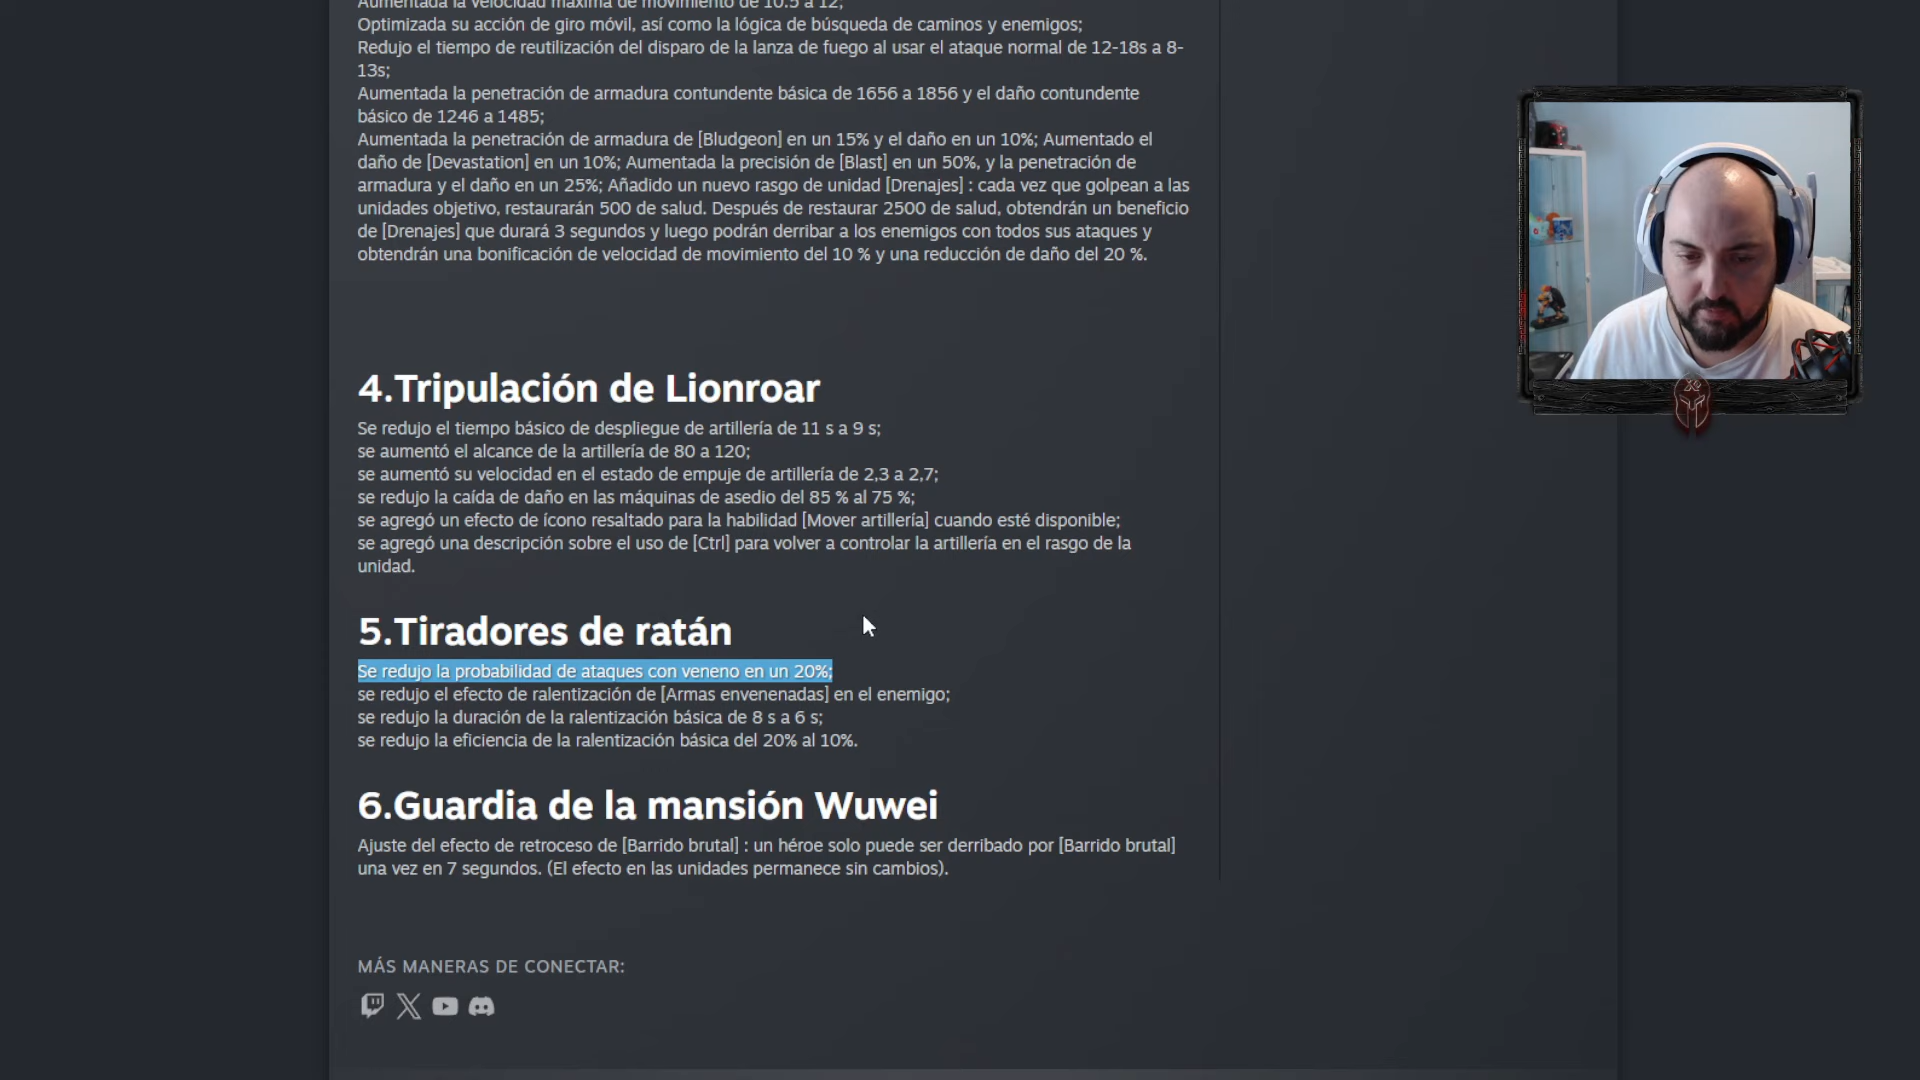 Aumentada la velocidad máxima de movimiento de 10.5 a 12;
Optimizada su acción de giro móvil, así como la lógica de búsqueda de caminos y enemigos;
Redujo el tiempo de reutilización del disparo de la lanza de fuego al usar el ataque normal de 12-18s a 8-
13s;
Aumentada la penetración de armadura contundente básica de 1656 a 1856 y el daño contundente
básico de 1246 a 1485;
Aumentada la penetración de armadura de [Bludgeon] en un 15% y el daño en un 10%; Aumentado el
daño de [Devastation] en un 10%; Aumentada la precisión de [Blast] en un 50%, y la penetración de
armadura y el daño en un 25%; Añadido un nuevo rasgo de unidad [Drenajes] : cada vez que golpean a las
unidades objetivo, restaurarán 500 de salud. Después de restaurar 2500 de salud, obtendrán un beneficio
de [Drenajes] que durará 3 segundos y luego podrán derribar a los enemigos con todos sus ataques y
obtendrán una bonificación de velocidad de movimiento del 10 % y una reducción de daño del 20 %.
4.Tripulación de Lionroar
Se redujo el tiempo básico de despliegue de artillería de 11 s a 9 s;
se aumentó el alcance de la artillería de 80 a 120;
se aumentó su velocidad en el estado de empuje de artillería de 2,3 a 2,7;
se redujo la caída de daño en las máquinas de asedio del 85 % al 75 %;
se agregó un efecto de ícono resaltado para la habilidad [Mover artillería] cuando esté disponible;
se agregó una descripción sobre el uso de [Ctrl] para volver a controlar la artillería en el rasgo de la
unidad.
5.Tiradores de ratán
Se redujo la probabilidad de ataques con veneno en un 20%;
se redujo el efecto de ralentización de [Armas envenenadas] en el enemigo;
se redujo la duración de la ralentización básica de 8 s a 6 s;
se redujo la eficiencia de la ralentización básica del 20% al 10%.
6.Guardia de la mansión Wuwei
Ajuste del efecto de retroceso de [Barrido brutal] : un héroe solo puede ser derribado por [Barrido brutal]
una vez en 7 segundos. (El efecto en las unidades permanece sin cambios).
MÁS MANERAS DE CONECTAR: